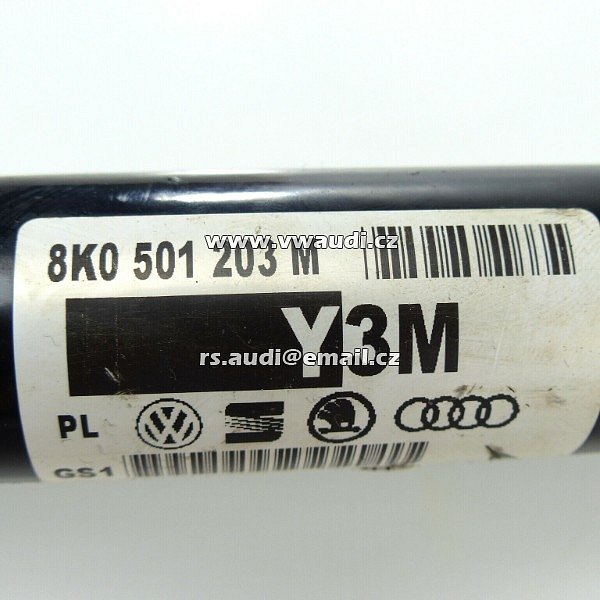 8K0 501 203 M
www.vwaudi.cz
Y3M
rs.audi@email.cz
PL
GS1